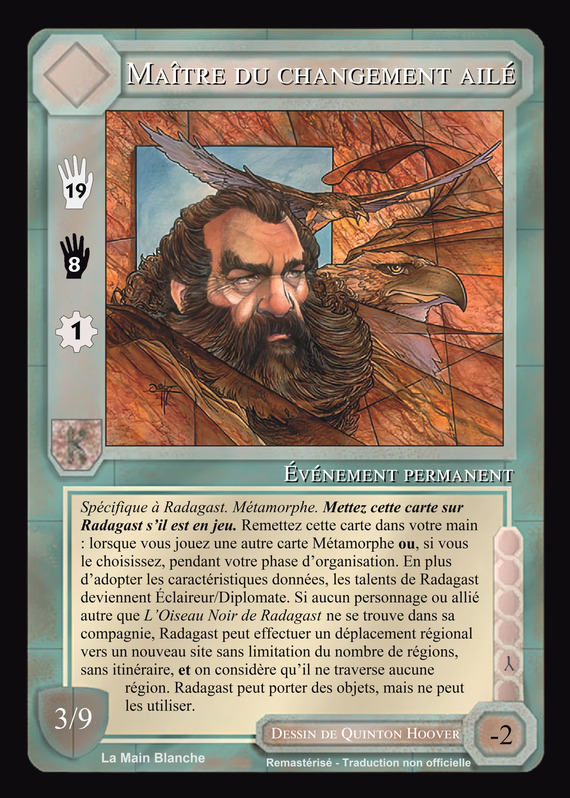 Maître du changement ailé
19
8
1
K
Événement permanent
Spécifique à Radagast. Métamorphe. Mettez cette carte sur
Radagast s'il est en jeu. Remettez cette carte dans votre main
: lorsque vous jouez une autre carte Métamorphe ou, si vous
le choisissez, pendant votre phase d'organisation. En plus
d'adopter les caractéristiques données, les talents de Radagast
deviennent Éclaireur/Diplomate. Si aucun personnage ou allié
autre que L'Oiseau Noir de Radagast ne se trouve dans sa
compagnie, Radagast peut effectuer un déplacement régional
vers un nouveau site sans limitation du nombre de régions,
sans itinéraire, et on considère qu'il ne traverse aucune
région. Radagast peut porter des objets, mais ne peut
les utiliser.
3/9
Dessin de Quinton Hoover
-2
La Main Blanche
Remastérisé - Traduction non officielle